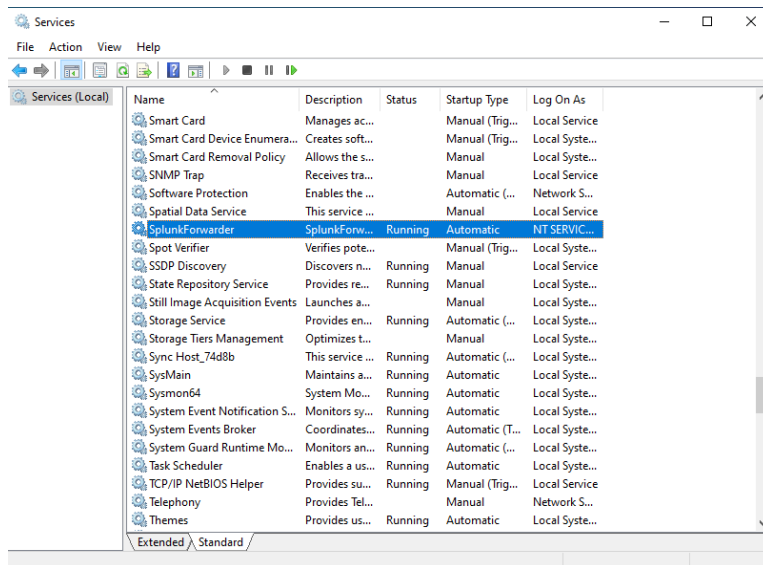 Services
File Action View Help
Services (Local)
Name Description Status Startup Type Log On As
Smart Card Manages ac... Manual (Trig... Local Service
Smart Card Device Enumera... Creates soft... Manual (Trig... Local Syste...
Smart Card Removal Policy Allows the s... Manual Local Syste...
SNMP Trap Receives tra... Manual Local Service
Software Protection Enables the ... Automatic (... Network S...
Spatial Data Service This service ... Manual Local Service
SplunkForwarder SplunkForw... Running Automatic NT SERVIC...
Spot Verifier Verifies pote... Manual (Trig... Local Syste...
SSDP Discovery Discovers n... Running Manual Local Service
State Repository Service Provides re... Running Manual Local Syste...
Still Image Acquisition Events Launches a... Manual Local Syste...
Storage Service Provides en... Running Automatic (... Local Syste...
Storage Tiers Management Optimizes t... Manual Local Syste...
Sync Host_74d8b This service ... Running Automatic (... Local Syste...
SysMain Maintains a... Running Automatic Local Syste...
Sysmon64 System Mo... Running Automatic Local Syste...
System Event Notification S... Monitors sy... Running Automatic Local Syste...
System Events Broker Coordinates... Running Automatic (T... Local Syste...
System Guard Runtime Mo... Monitors an... Running Automatic (... Local Syste...
Task Scheduler Enables a us... Running Automatic Local Syste...
TCP/IP NetBIOS Helper Provides su... Running Manual (Trig... Local Service
Telephony Provides Tel... Manual Network S...
Themes Provides us... Running Automatic Local Syste...
Extended Standard